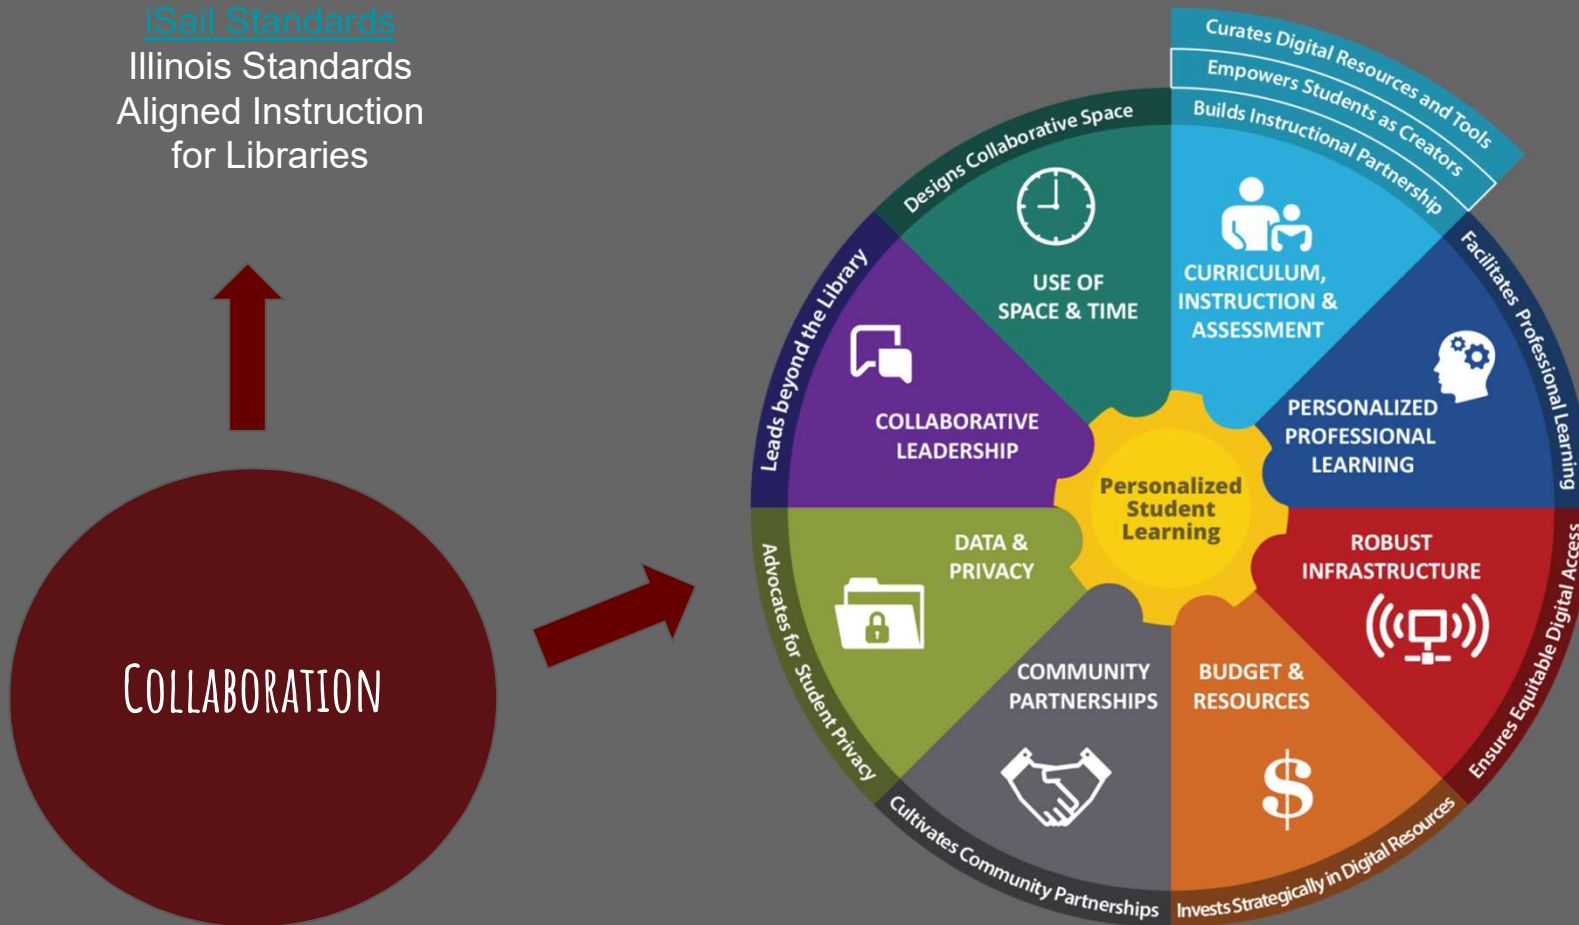 iSail Standards
Illinois Standards
Aligned Instruction
for Libraries
Collaboration
Curates Digital Resources and Tools
Empowers Students as Creators
Builds Instructional Partnership
CURRICULUM,
INSTRUCTION &
ASSESSMENT
Facilitates Professional Learning
PERSONALIZED
PROFESSIONAL
LEARNING
Ensures Equitable Digital Access
ROBUST
INFRASTRUCTURE
Invests Strategically in Digital Resources
BUDGET &
RESOURCES
$
Cultivates Community Partnerships
COMMUNITY
PARTNERSHIPS
Advocates for Student Privacy
DATA &
PRIVACY
Leads beyond the Library
COLLABORATIVE
LEADERSHIP
Designs Collaborative Space
USE OF
SPACE & TIME
Personalized
Student
Learning